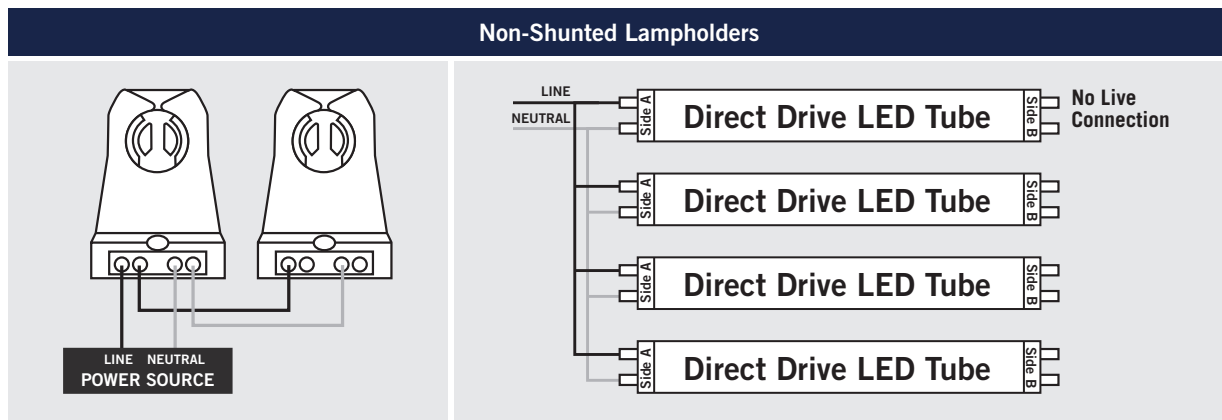 Non-Shunted Lampholders
LINE NEUTRAL
POWER SOURCE
LINE
NEUTRAL
Side A
Direct Drive LED Tube
Side B
No Live
Connection
Side A
Direct Drive LED Tube
Side B
Side A
Direct Drive LED Tube
Side B
Side A
Direct Drive LED Tube
Side B